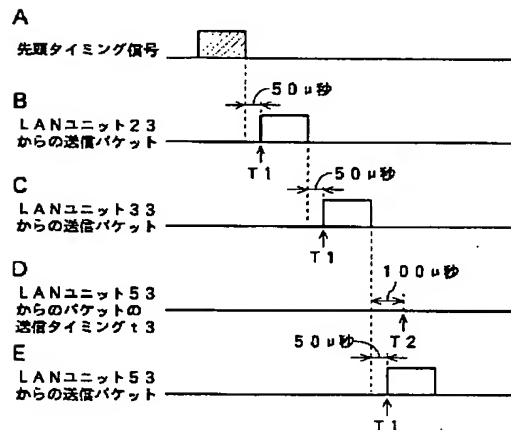 A
先頭タイミング信号
50μ秒
B
LANユニット23
からの送信パケット
T1
50μ秒
C
LANユニット33
からの送信パケット
T1
D
100μ秒
LANユニット53
からのパケットの
送信タイミングt3
T2
50μ秒
E
LANユニット53
からの送信パケット
T1